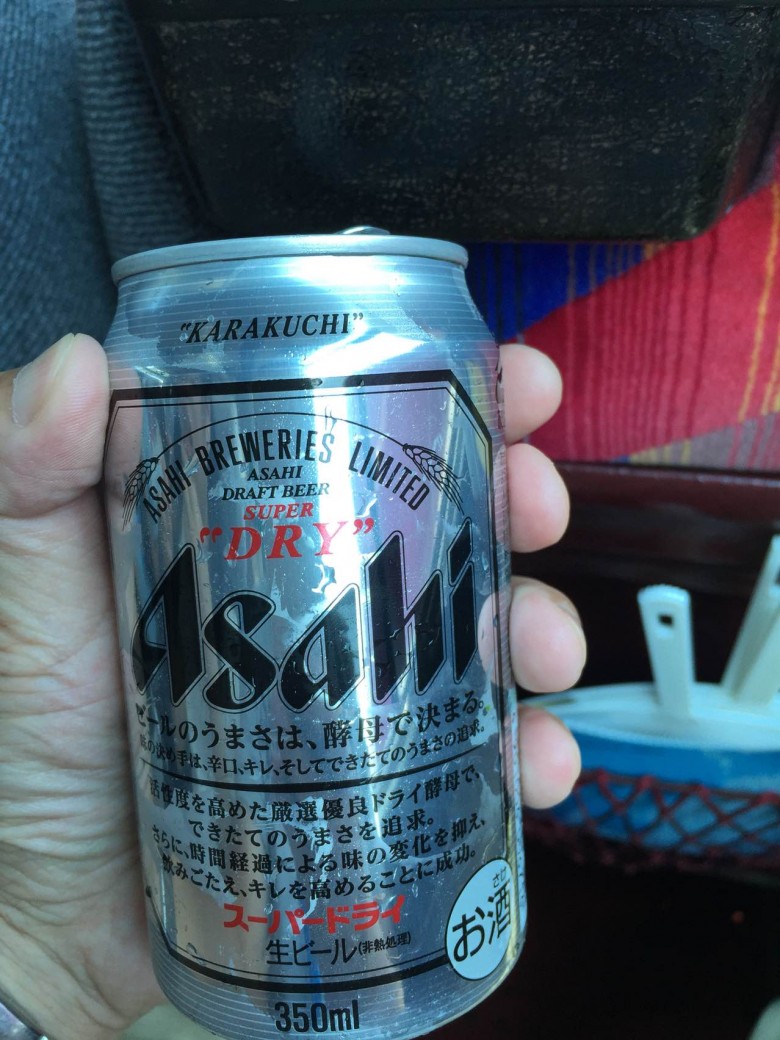 "KARAKUCHI"
ASAHI BREWERIES LIMITED
ASAHI
DRAFT BEER
SUPER
"DRY"
Asahi
ビールのうまさは、酵母で決まる。
の決め手は、辛口、キレ、そしてできたてのうまさの追求。
活性度を高めた厳選優良ドライ酵母で、
できたてのうまさを追求。
さらに、時間経過による味の変化を抑え、
飲みごたえ、キレを高めることに成功。
スーパードライ
生ビール(非熱処理)
さけ
お酒
350ml